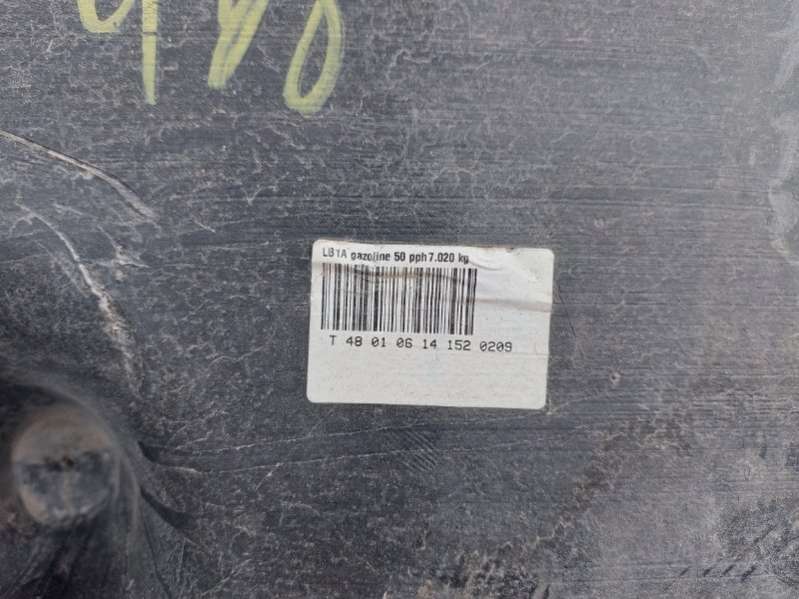 LB1A gazoline 50 pph 7.020 kg
T 48 01 06 14 152 0209